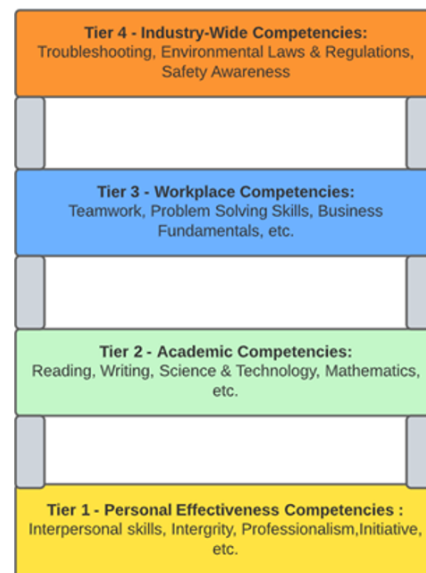 Tier 4 - Industry-Wide Competencies:
Troubleshooting, Environmental Laws & Regulations,
Safety Awareness
Tier 3 - Workplace Competencies:
Teamwork, Problem Solving Skills, Business
Fundamentals, etc.
Tier 2 - Academic Competencies:
Reading, Writing, Science & Technology, Mathematics,
etc.
Tier 1 - Personal Effectiveness Competencies :
Interpersonal skills, Intergrity, Professionalism,Initiative,
etc.